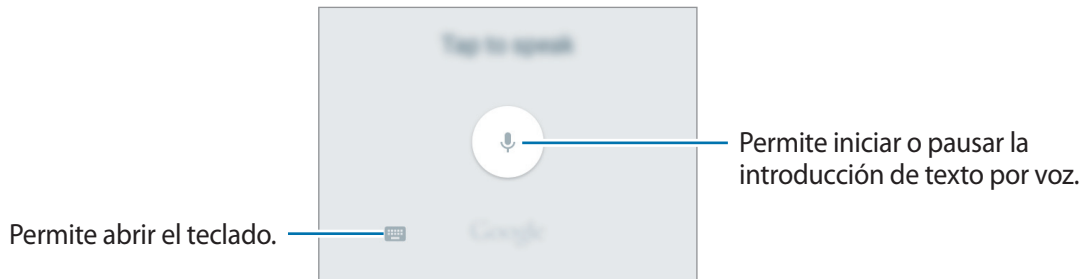 Tap to speak
Permite iniciar o pausar la
introducción de texto por voz.
Permite abrir el teclado.
Google